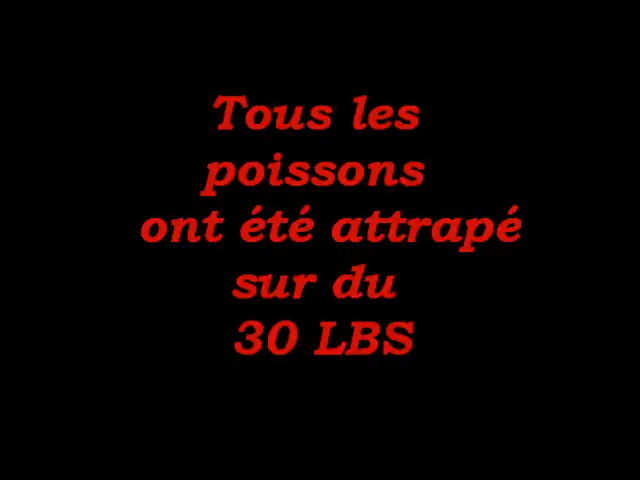 Tous les
poissons
ont été attrapé
sur du
30 LBS